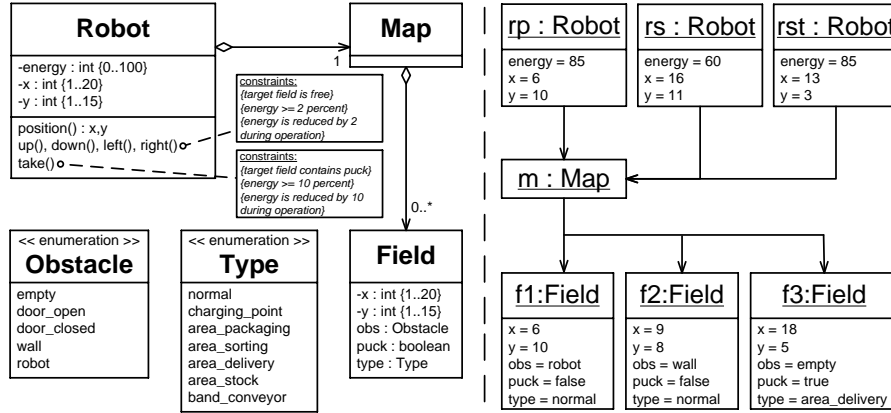 Robot
-energy : int {0..100}
-x : int {1..20}
-y : int {1..15}
position() : x,y
up(), down(), left(), right()
take()
1
Map
constraints:
{target field is free}
{energy >= 2 percent}
{energy is reduced by 2
during operation}
constraints:
{target field contains puck}
{energy >= 10 percent}
{energy is reduced by 10
during operation}
0..*
<< enumeration >>
Obstacle
empty
door_open
door_closed
wall
robot
<< enumeration >>
Type
normal
charging_point
area_packaging
area_sorting
area_delivery
area_stock
band_conveyor
Field
-x : int {1..20}
-y : int {1..15}
obs : Obstacle
puck : boolean
type : Type
rp : Robot
energy = 85
x = 6
y = 10
rs : Robot
energy = 60
x = 16
y = 11
rst : Robot
energy = 85
x = 13
y = 3
m : Map
f1:Field
x = 6
y = 10
obs = robot
puck = false
type = normal
f2:Field
x = 9
y = 8
obs = wall
puck = false
type = normal
f3:Field
x = 18
y = 5
obs = empty
puck = true
type = area_delivery